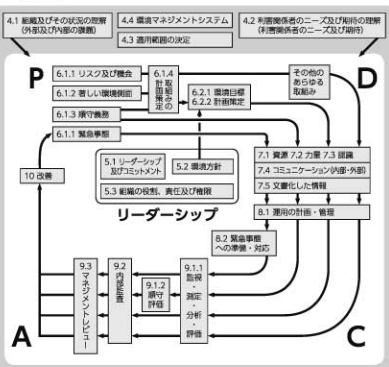 4.1 組織及びその状況の理解
(外部及び内部の課題)
4.4 環境マネジメントシステム
4.3 適用範囲の決定
4.2 利害関係者のニーズ及び期待の理解
(利害関係者のニーズ及び期待)
P
D
6.1.1 リスク及び機会
6.1.2 著しい環境側面
6.1.3 順守義務
6.1.1 緊急事態
6.1.4
取組みの
計画策定
6.2.1 環境目標
6.2.2 計画策定
その他の
あらゆる
取組み
5.1 リーダーシップ
及びコミットメント
5.2 環境方針
5.3 組織の役割、責任及び権限
リーダーシップ
7.1 資源 7.2 力量 7.3 認識
7.4 コミュニケーション(内部・外部)
7.5 文書化した情報
8.1 運用の計画・管理
8.2 緊急事態
への準備・対応
10 改善
9.3
マネジメントレビュー
9.2
内部監査
9.1.2
順守
評価
9.1.1
監視・測定・分析・評価
A
C